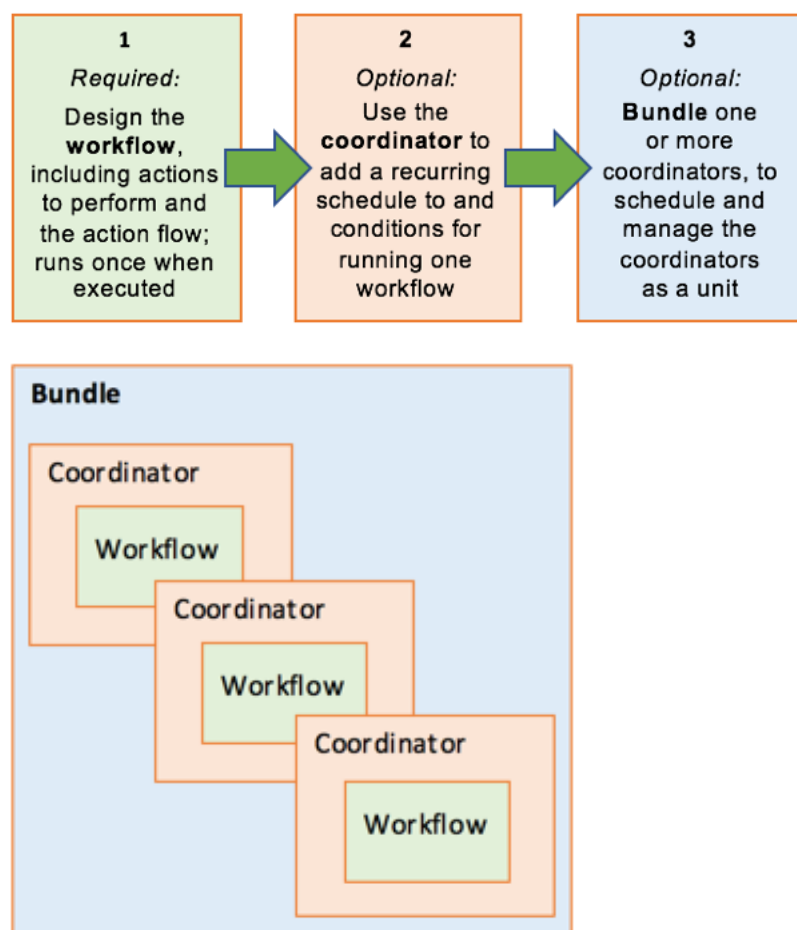 1
Required:
Design the
workflow,
including actions
to perform and
the action flow;
runs once when
executed
2
Optional:
Use the
coordinator to
add a recurring
schedule to and
conditions for
running one
workflow
3
Optional:
Bundle one
or more
coordinators, to
schedule and
manage the
coordinators
as a unit
Bundle
Coordinator
Workflow
Coordinator
Workflow
Coordinator
Workflow